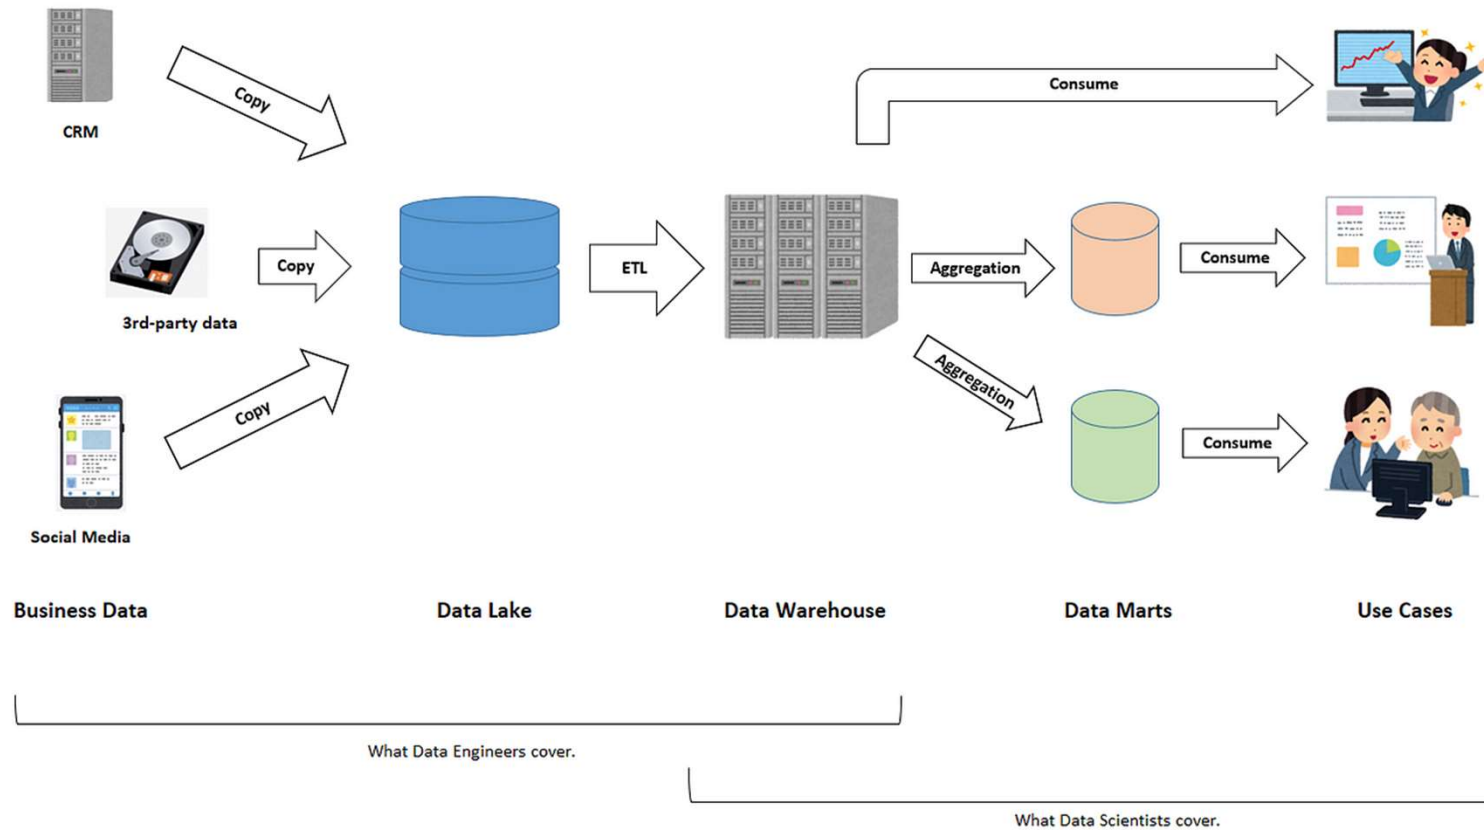 CRM
Copy
Consume
3rd-party data
Copy
ETL
Aggregation
Consume
Social Media
Copy
Aggregation
Consume
Business Data
Data Lake
Data Warehouse
Data Marts
Use Cases
What Data Engineers cover.
What Data Scientists cover.